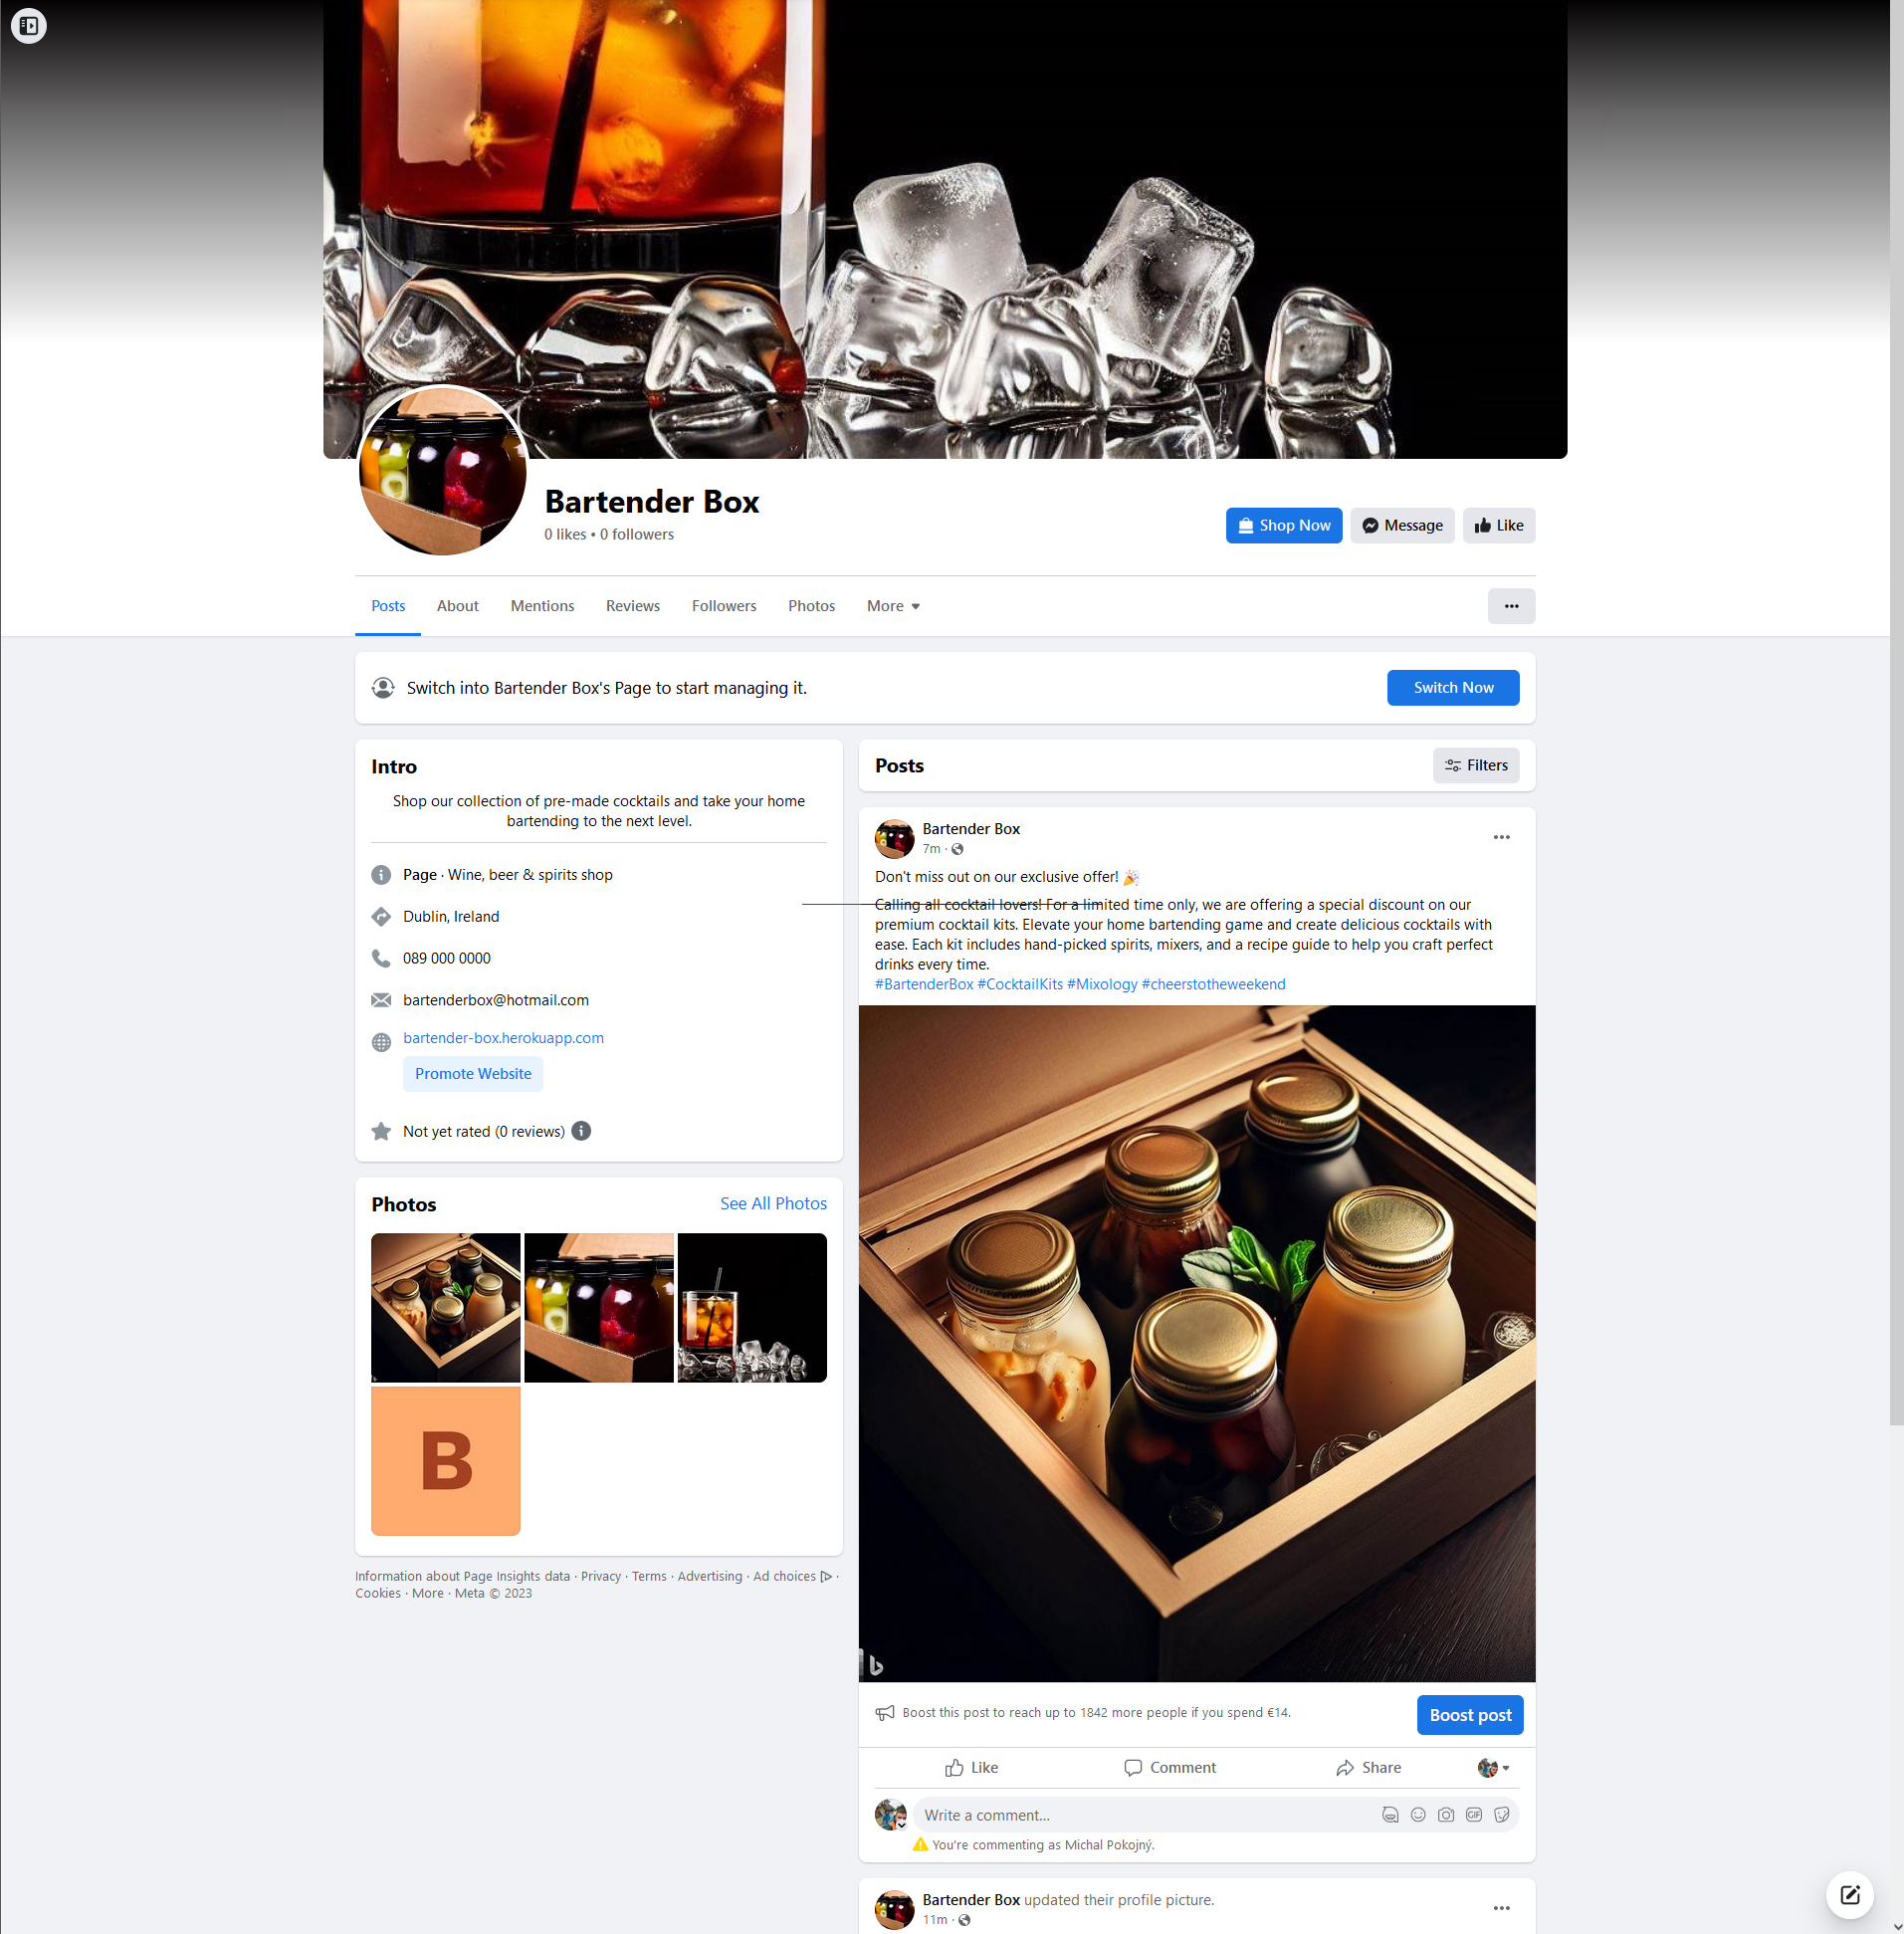 Bartender Box
0 likes • 0 followers
Shop Now
Message
Like
Posts
About
Mentions
Reviews
Followers
Photos
More
Switch into Bartender Box's Page to start managing it.
Switch Now
Intro
Shop our collection of pre-made cocktails and take your home
bartending to the next level.
Page · Wine, beer & spirits shop
Dublin, Ireland
089 000 0000
bartenderbox@hotmail.com
bartender-box.herokuapp.com
Promote Website
Not yet rated (0 reviews)
Photos
See All Photos
B
Information about Page Insights data · Privacy · Terms · Advertising · Ad choices ·
Cookies · More · Meta © 2023
Posts
Filters
Bartender Box
7m ·
Don't miss out on our exclusive offer! 🎉
Calling all cocktail lovers! For a limited time only, we are offering a special discount on our
premium cocktail kits. Elevate your home bartending game and create delicious cocktails with
ease. Each kit includes hand-picked spirits, mixers, and a recipe guide to help you craft perfect
drinks every time.
#BartenderBox #CocktailKits #Mixology #cheerstotheweekend
Boost this post to reach up to 1842 more people if you spend €14.
Boost post
Like
Comment
Share
Write a comment...
GIF
You're commenting as Michal Pokojný.
Bartender Box updated their profile picture.
11m ·